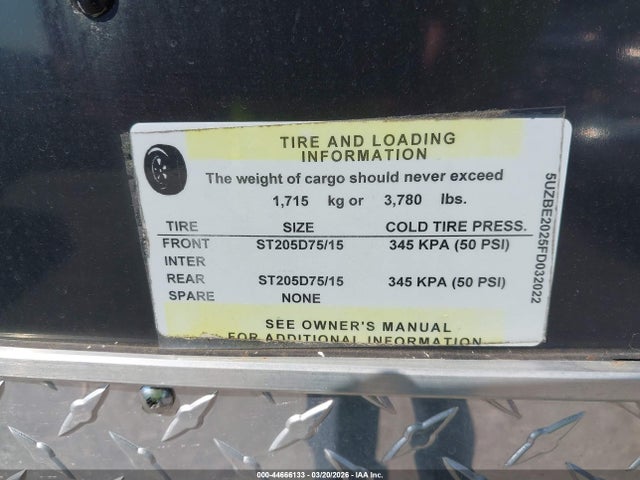 TIRE AND LOADING
INFORMATION
The weight of cargo should never exceed
1,715 kg or 3,780 lbs.
TIRE SIZE COLD TIRE PRESS.
FRONT ST205D75/15 345 KPA (50 PSI)
INTER
REAR ST205D75/15 345 KPA (50 PSI)
SPARE NONE
SEE OWNER'S MANUAL
FOR ADDITIONAL INFORMATION
5UZBE2025FD032022
000-44666133 - 03/20/2026 - IAA Inc.